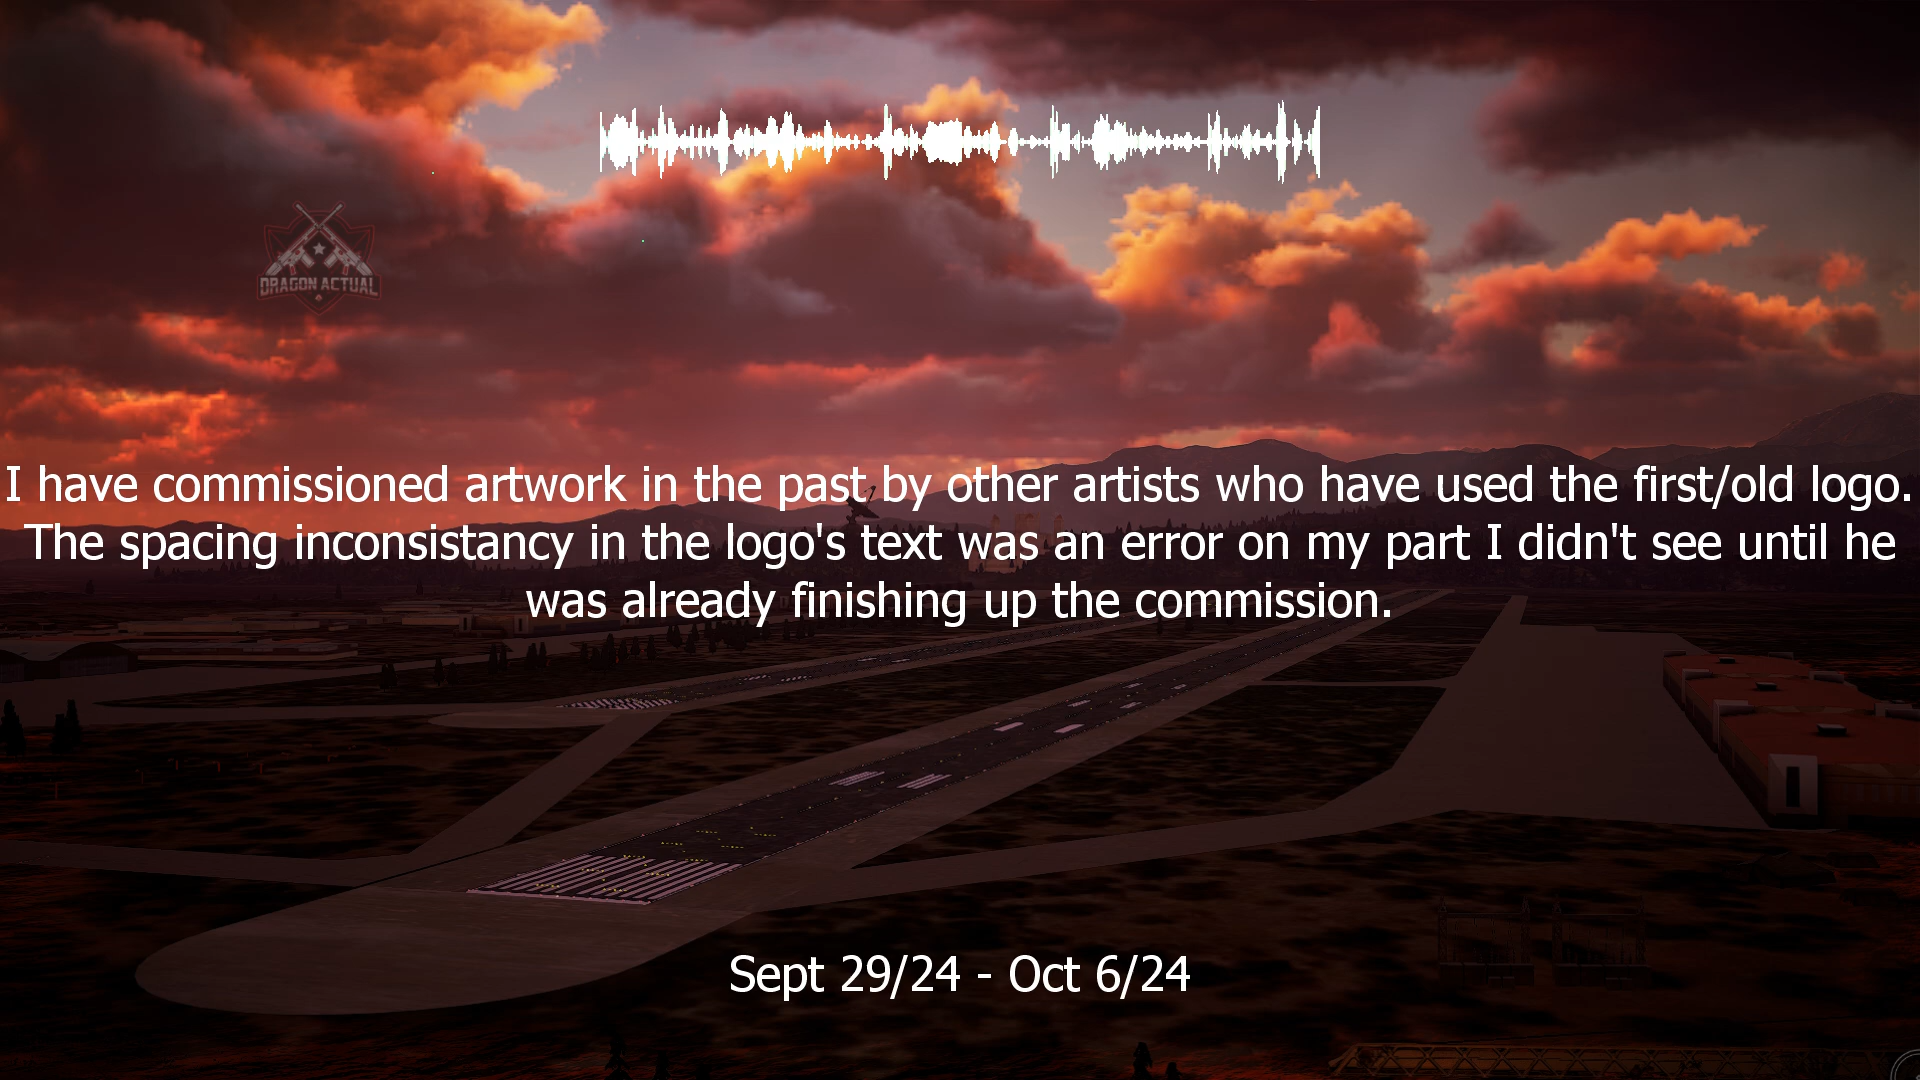 DRAGON ACTUAL
I have commissioned artwork in the past by other artists who have used the first/old logo.
The spacing inconsistancy in the logo's text was an error on my part I didn't see until he
was already finishing up the commission.
Sept 29/24 - Oct 6/24